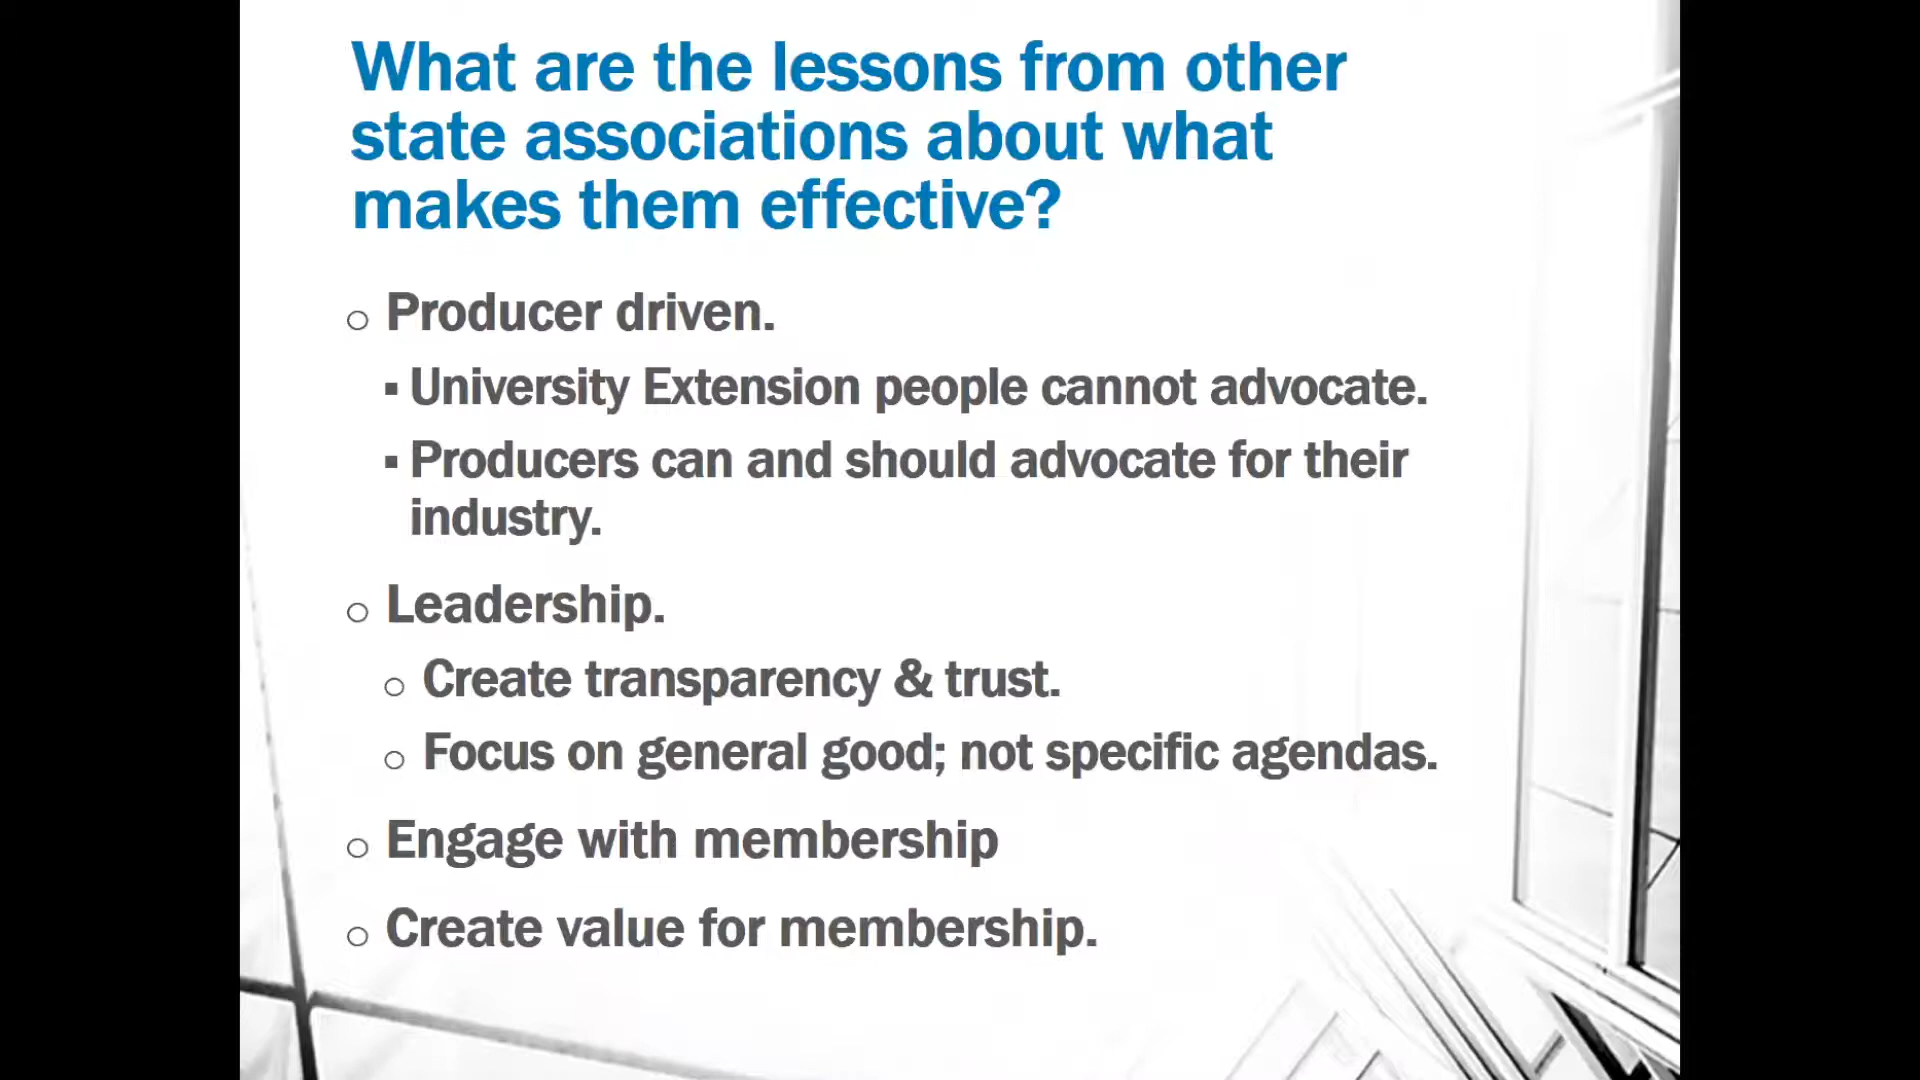 What are the lessons from other
state associations about what
makes them effective?
○ Producer driven.
▪ University Extension people cannot advocate.
▪ Producers can and should advocate for their
industry.
○ Leadership.
○ Create transparency & trust.
○ Focus on general good; not specific agendas.
○ Engage with membership
○ Create value for membership.